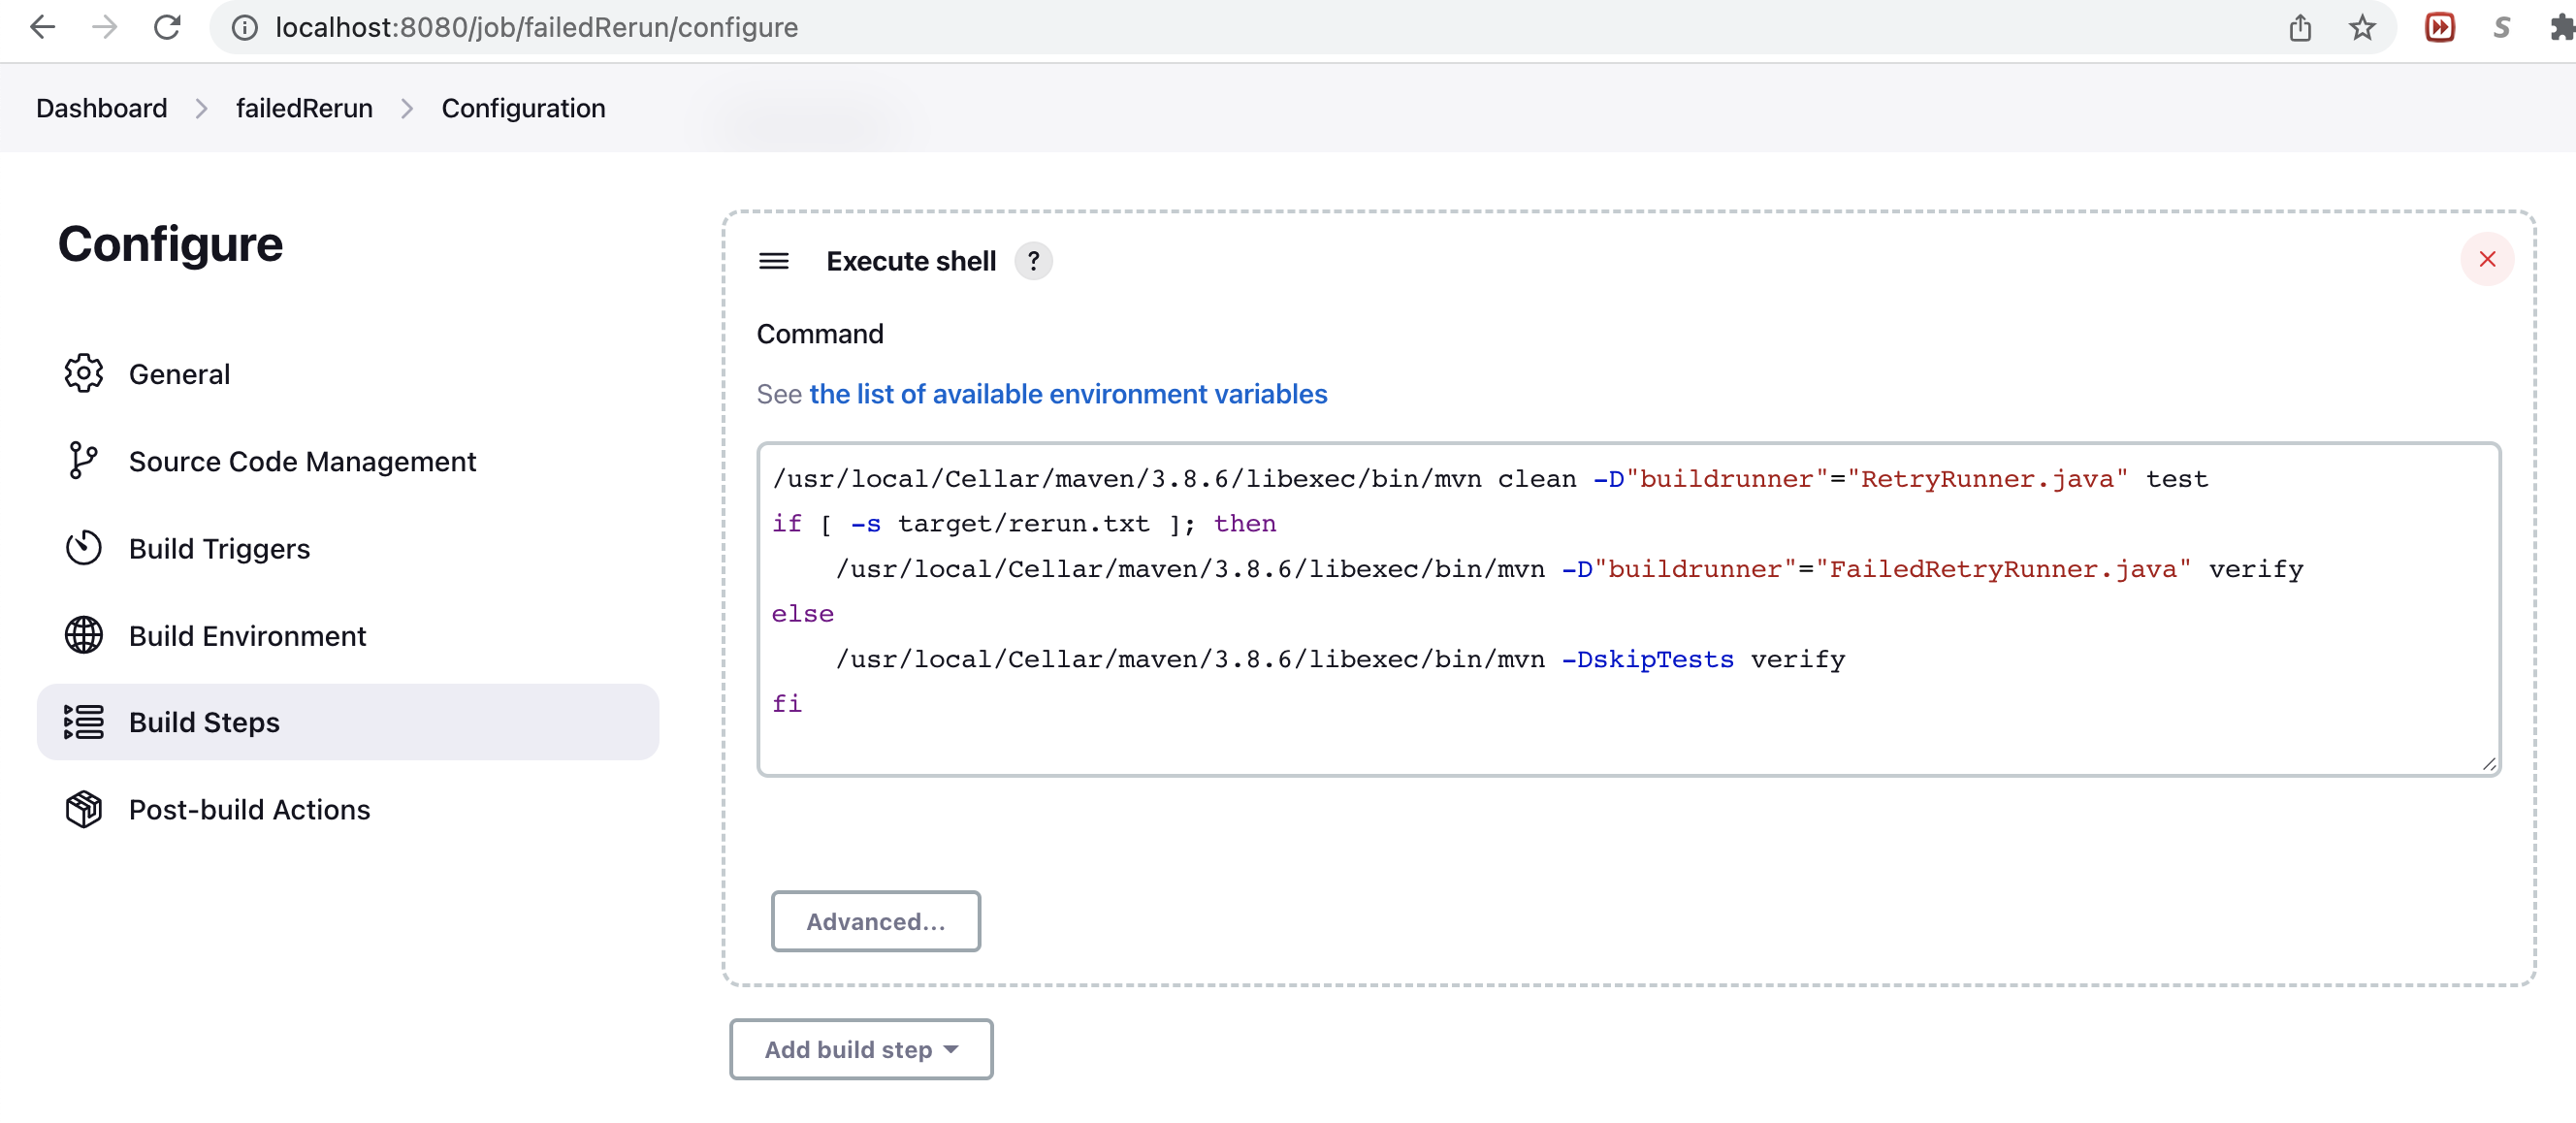 localhost:8080/job/failedRerun/configure
S
Dashboard > failedRerun > Configuration
Configure
General
Source Code Management
Build Triggers
Build Environment
Build Steps
Post-build Actions
Execute shell ?
Command
See the list of available environment variables
/usr/local/Cellar/maven/3.8.6/libexec/bin/mvn clean -D"buildrunner"="RetryRunner.java" test
if [ -s target/rerun.txt ]; then
    /usr/local/Cellar/maven/3.8.6/libexec/bin/mvn -D"buildrunner"="FailedRetryRunner.java" verify
else
    /usr/local/Cellar/maven/3.8.6/libexec/bin/mvn -DskipTests verify
fi
Advanced...
Add build step